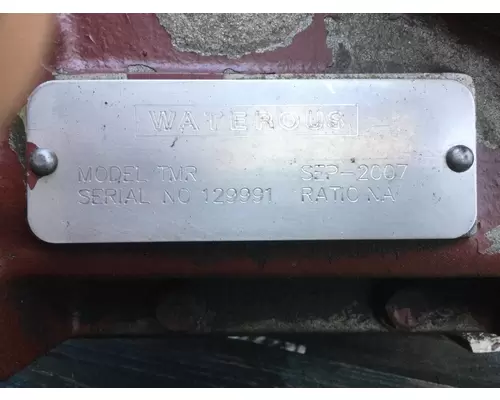 WATEROUS
MODEL TMR SEP-2007
SERIAL NO 129991 RATIO NA